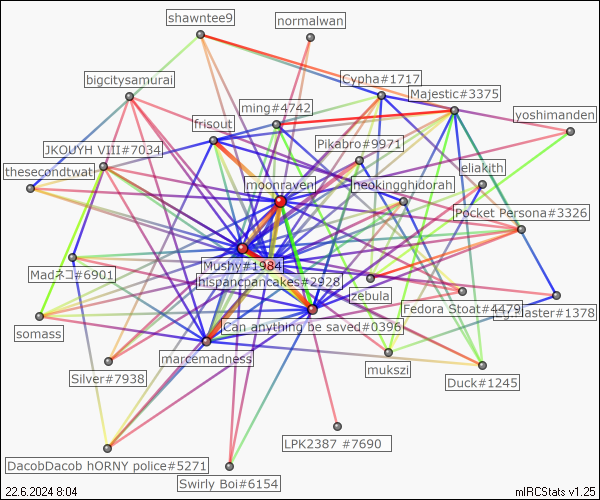 shawntee9
normalwan
bigcitysamurai
Cypha#1717
Majestic#3375
ming#4742
yoshimanden
frisout
Pikabro#9971
JKOUYH VIII#7034
thesecondtwat
eliakith
moonraven
neokingghidorah
Pocket Persona#3326
Mushy#1984
Madネコ#6901
hispancpancakes#2928
zebula
Fedora Stoat#4479
aster#1378
somass
Can anything be saved#0396
marcemadness
mukszi
Silver#7938
Duck#1245
LPK2387 #7690
DacobDacob hORNY police#5271
Swirly Boi#6154
22.6.2024 8:04
mIRCStats v1.25